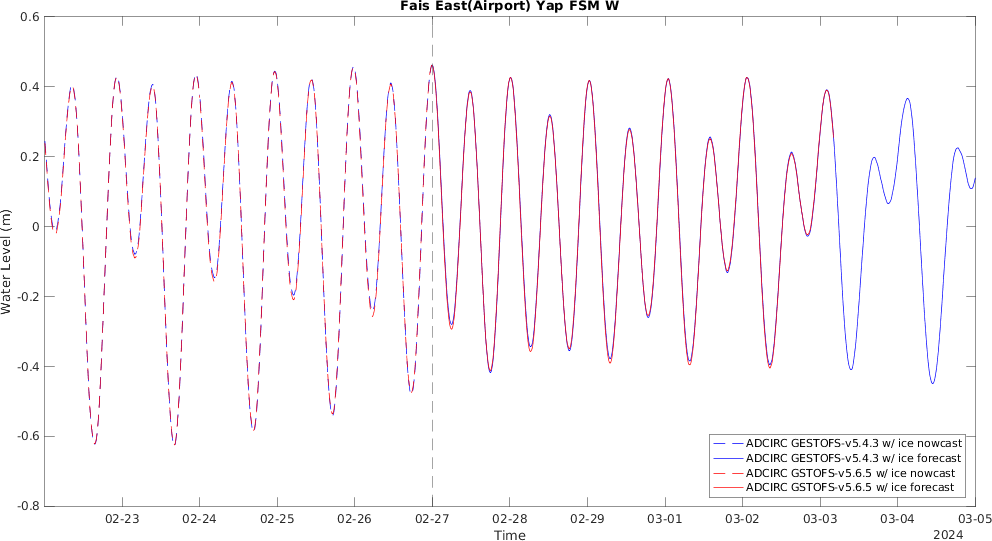 Fais East(Airport) Yap FSM W
0.6
0.4
0.2
0
-0.2
-0.4
-0.6
-0.8
Water Level (m)
ADCIRC GESTOFS-v5.4.3 w/ ice nowcast
ADCIRC GESTOFS-v5.4.3 w/ ice forecast
ADCIRC GSTOFS-v5.6.5 w/ ice nowcast
ADCIRC GSTOFS-v5.6.5 w/ ice forecast
02-23 02-24 02-25 02-26 02-27 02-28 02-29 03-01 03-02 03-03 03-04 03-05
Time
2024